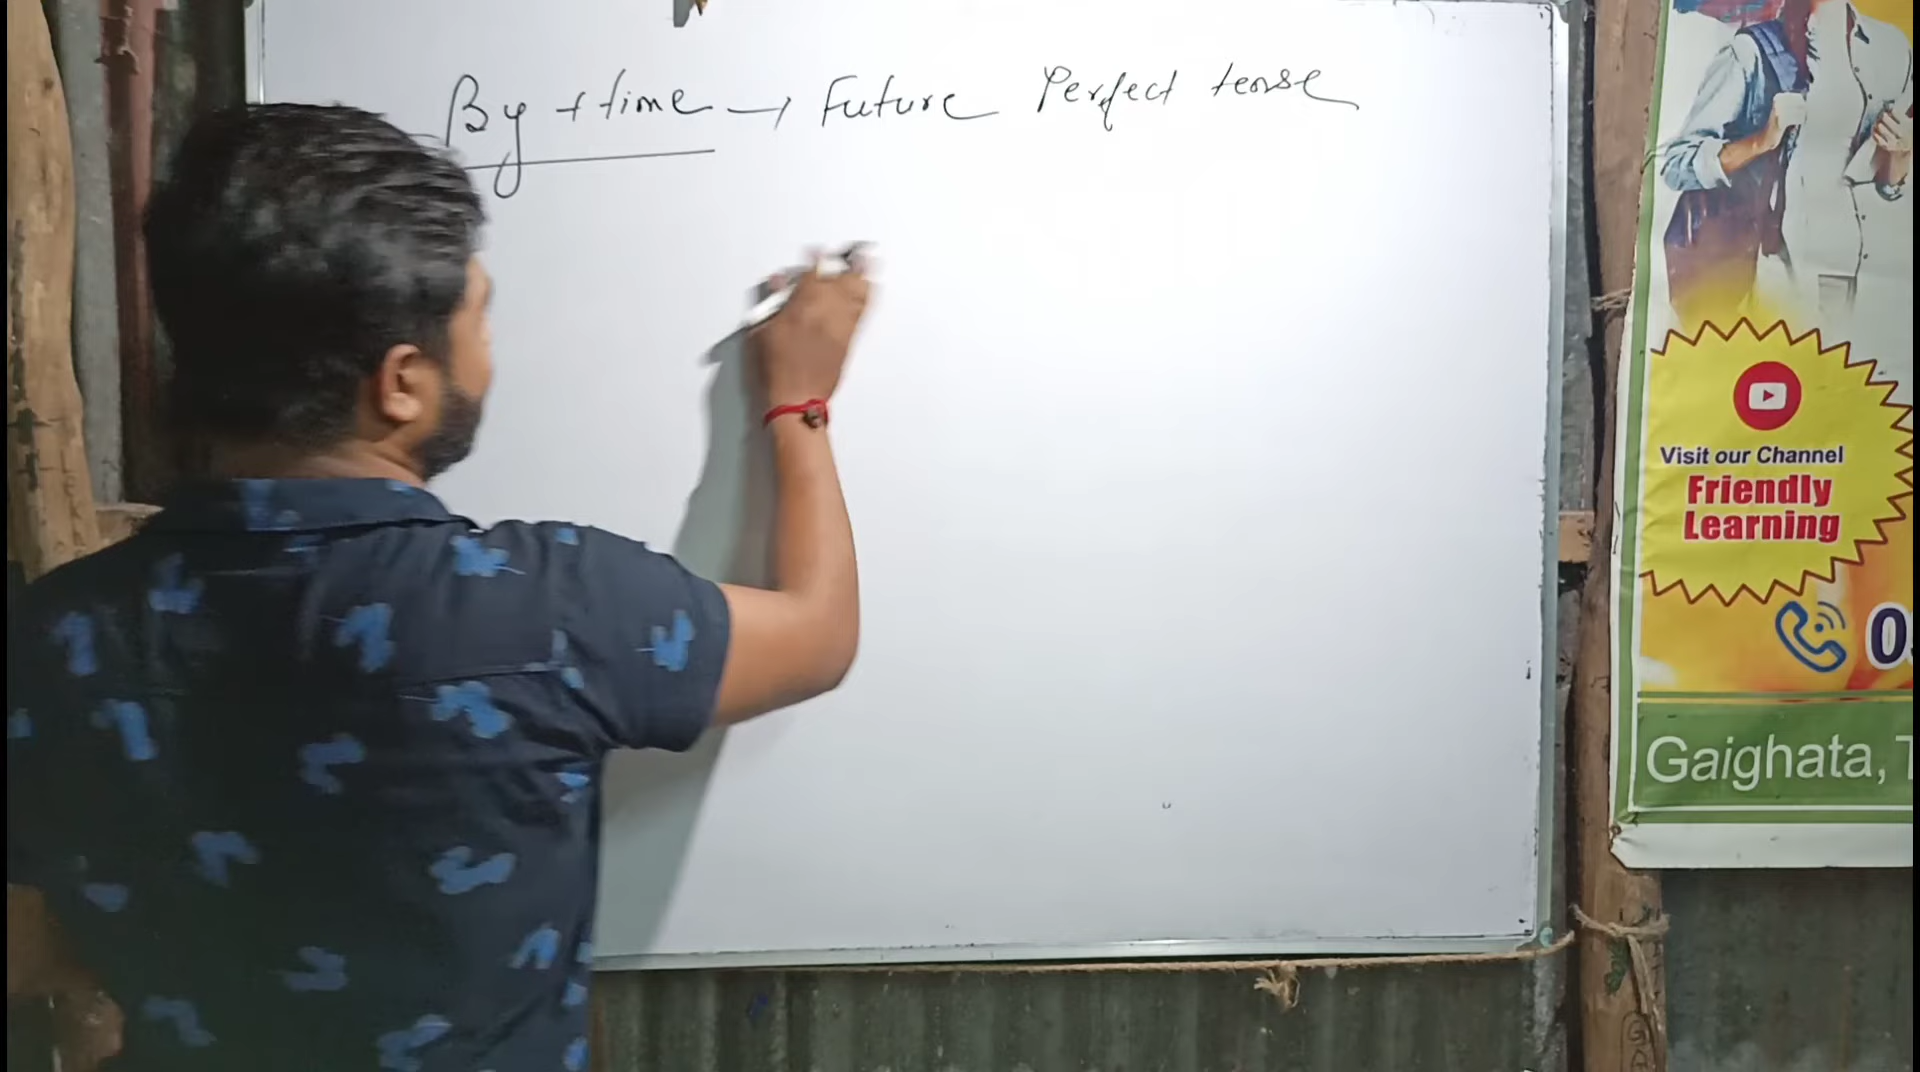 By + time → Future Perfect tense
Visit our Channel
Friendly
Learning
Gaighata,